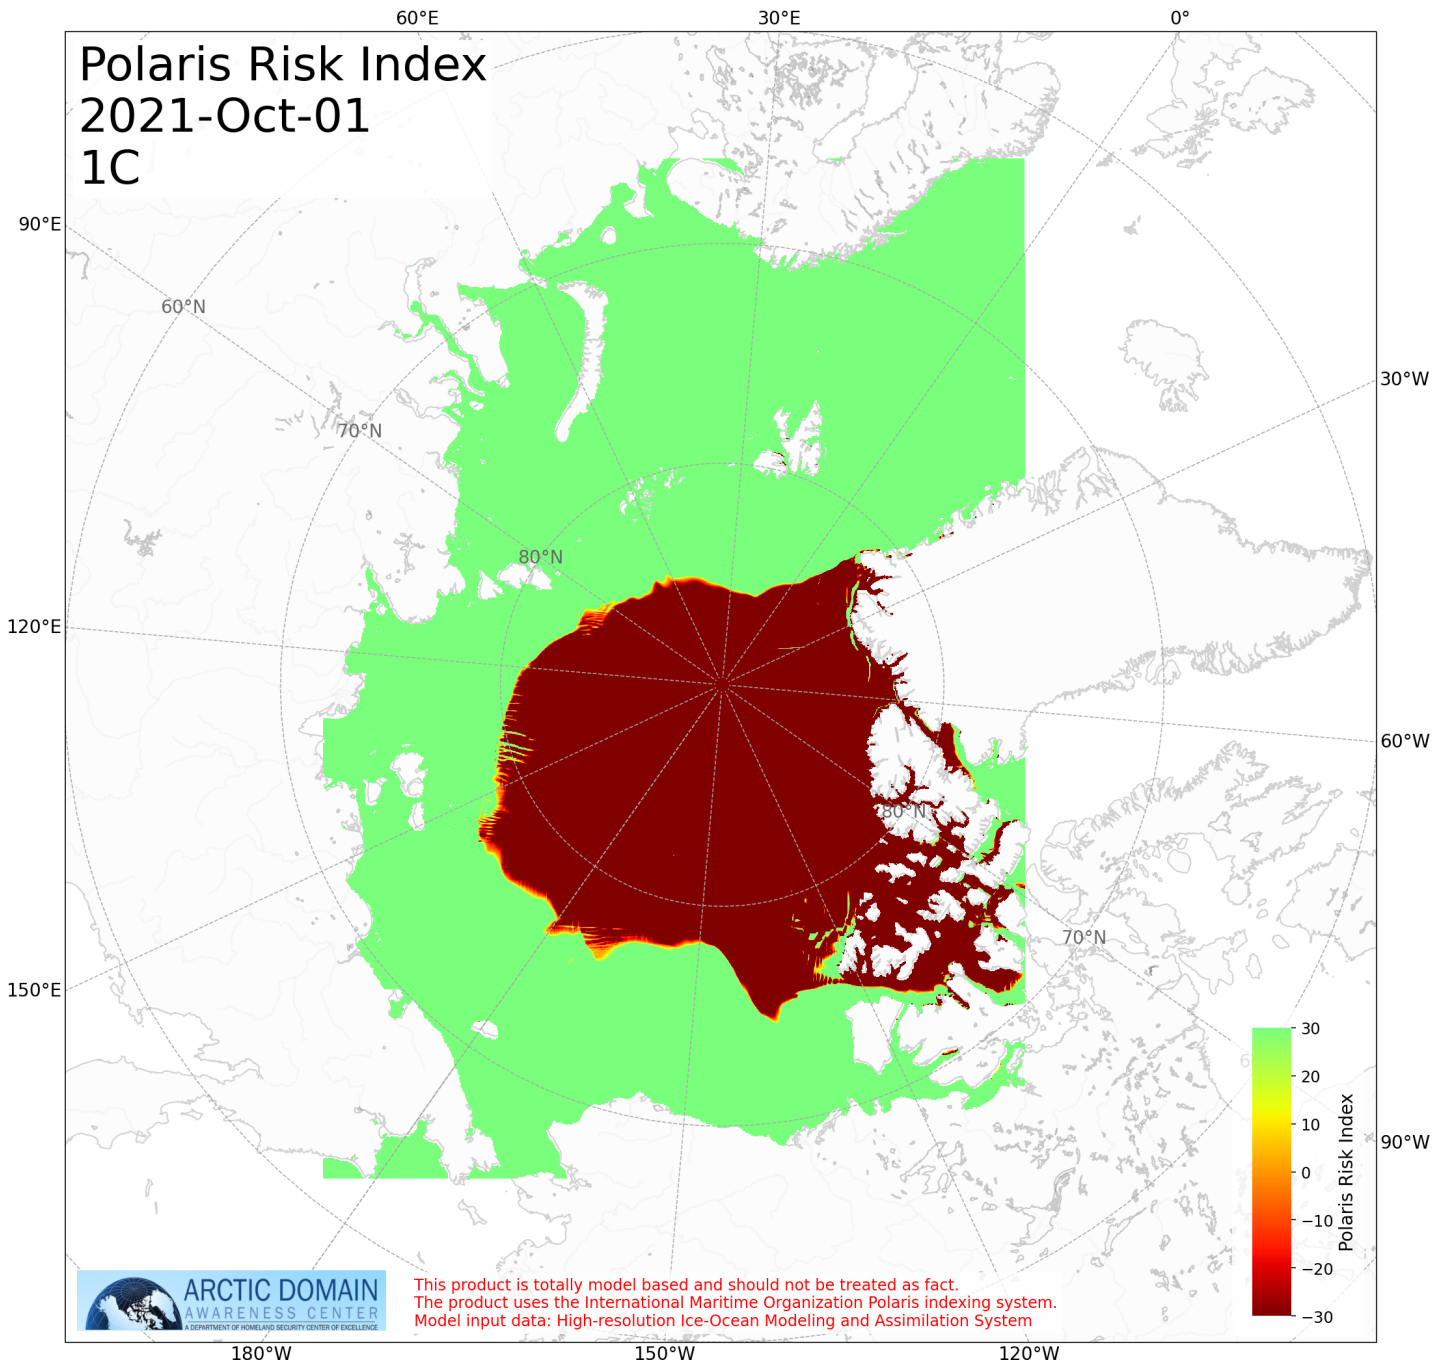 60°E
30°E
0°
Polaris Risk Index
2021-Oct-01
1C
90°E
60°N
30°W
70°N
80°N
120°E
60°W
80°N
70°N
150°E
30
20
10
0
−10
−20
−30
Polaris Risk Index
90°W
ARCTIC DOMAIN
AWARENESS CENTER
A DEPARTMENT OF HOMELAND SECURITY CENTER OF EXCELLENCE
This product is totally model based and should not be treated as fact.
The product uses the International Maritime Organization Polaris indexing system.
Model input data: High-resolution Ice-Ocean Modeling and Assimilation System
180°W
150°W
120°W